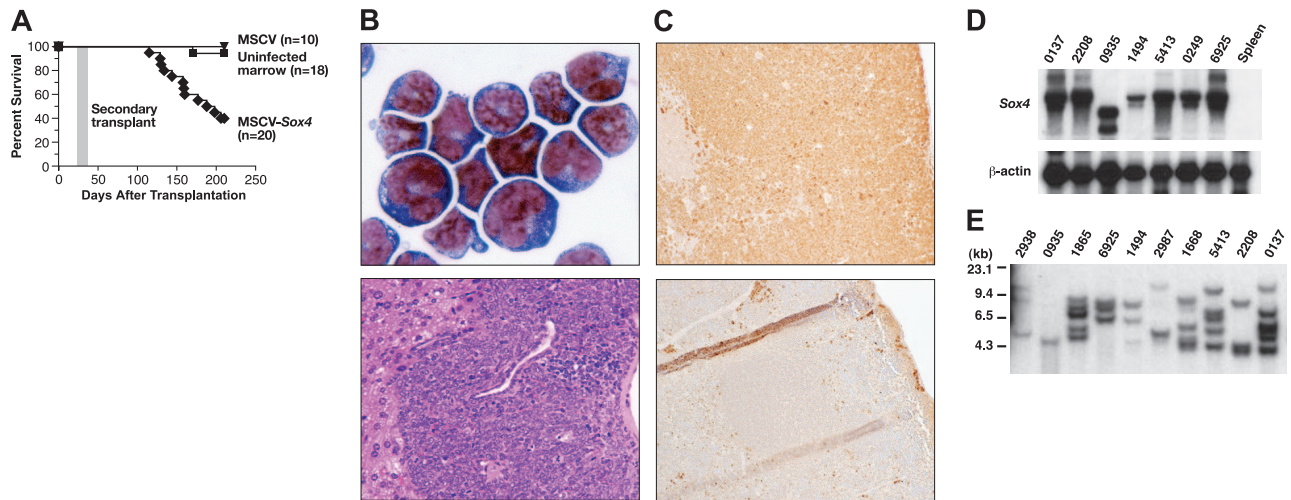 A
MSCV (n=10)
Uninfected
marrow (n=18)
MSCV-Sox4
(n=20)
Secondary
transplant
Percent Survival
100
80
60
40
20
0
0 50 100 150 200 250
Days After Transplantation
B
C
D
0137 2208 0935 1494 5413 0249 6925 Spleen
Sox4
β-actin
E
2938 0935 1865 6925 1494 2987 1668 5413 2208 0137
(kb)
23.1
9.4
6.5
4.3